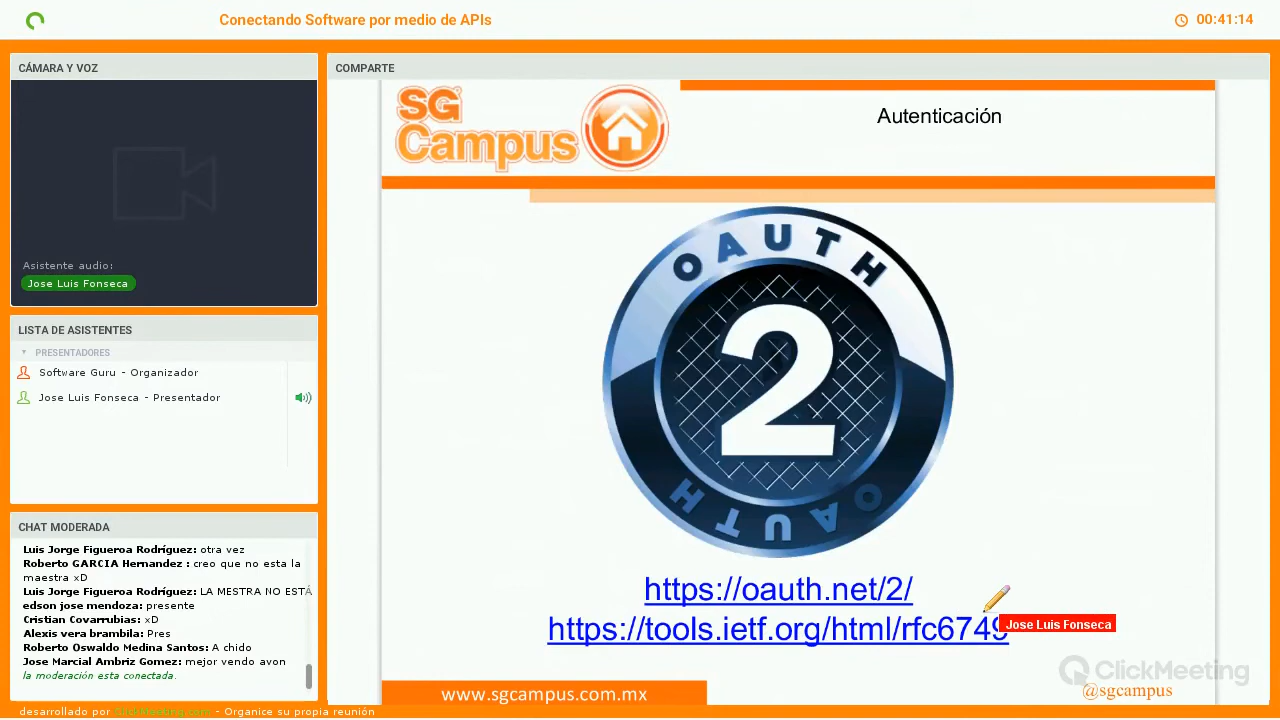 Conectando Software por medio de APIs
00:41:14
CÁMARA Y VOZ
Asistente audio:
Jose Luis Fonseca
LISTA DE ASISTENTES
PRESENTADORES
Software Guru - Organizador
Jose Luis Fonseca - Presentador
CHAT MODERADA
Luis Jorge Figueroa Rodríguez: otra vez
Roberto GARCIA Hernandez : creo que no esta la
maestra xD
Luis Jorge Figueroa Rodríguez: LA MESTRA NO ESTÁ
edson jose mendoza: presente
Cristian Covarrubias: xD
Alexis vera brambila: Pres
Roberto Oswaldo Medina Santos: A chido
Jose Marcial Ambriz Gomez: mejor vendo avon
la moderación esta conectada.
desarrollado por ClickMeeting.com - Organice su propia reunión
COMPARTE
SG
Campus
Autenticación
OAUTH
2
OAUTH
https://oauth.net/2/
https://tools.ietf.org/html/rfc6749
Jose Luis Fonseca
ClickMeeting
@sgcampus
www.sgcampus.com.mx